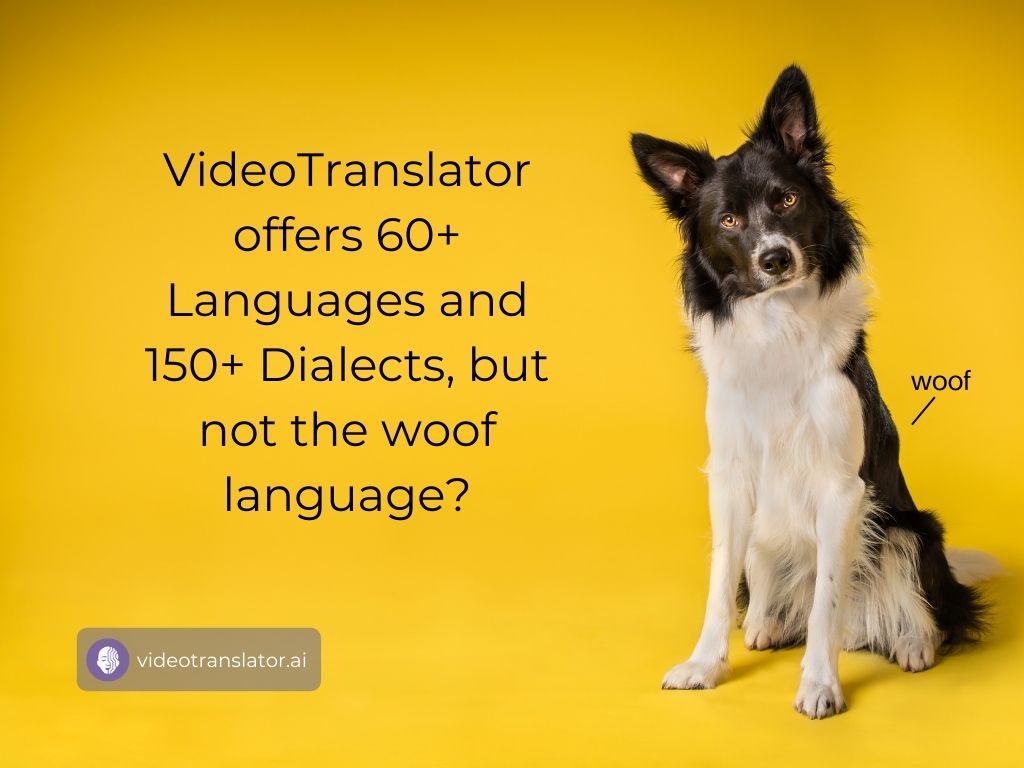 VideoTranslator
offers 60+
Languages and
150+ Dialects, but
not the woof
language?
woof
videotranslator.ai